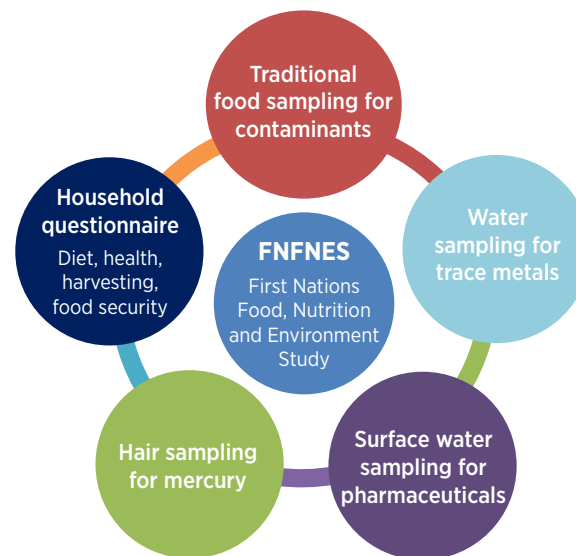 Traditional
food sampling for
contaminants
Household
questionnaire
Diet, health,
harvesting,
food security
FNFNES
First Nations
Food, Nutrition
and Environment
Study
Water
sampling for
trace metals
Hair sampling
for mercury
Surface water
sampling for
pharmaceuticals